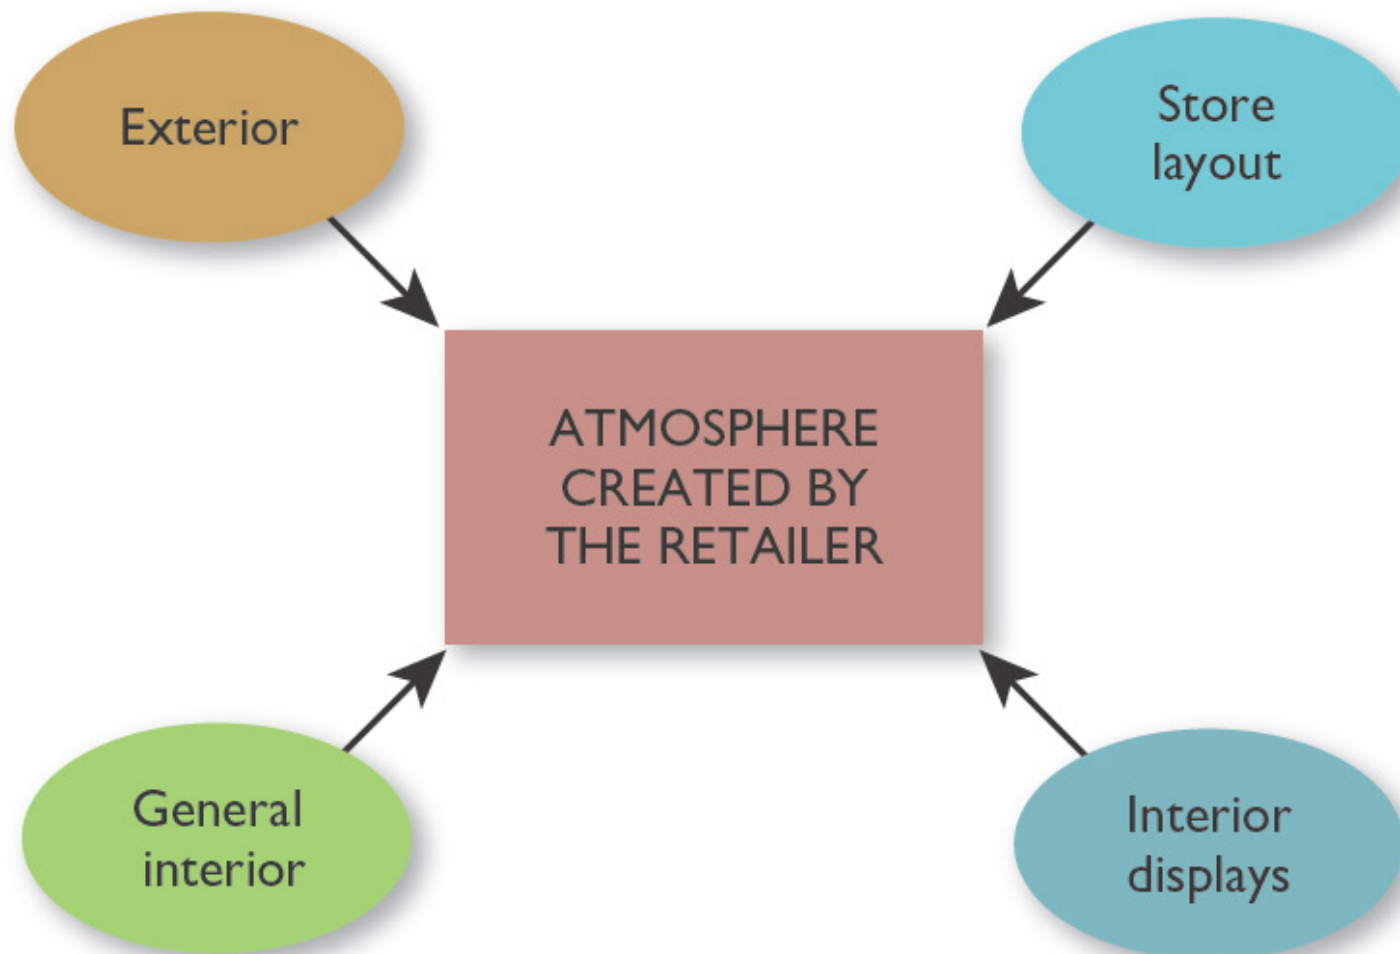 Exterior
Store
layout
ATMOSPHERE
CREATED BY
THE RETAILER
General
interior
Interior
displays